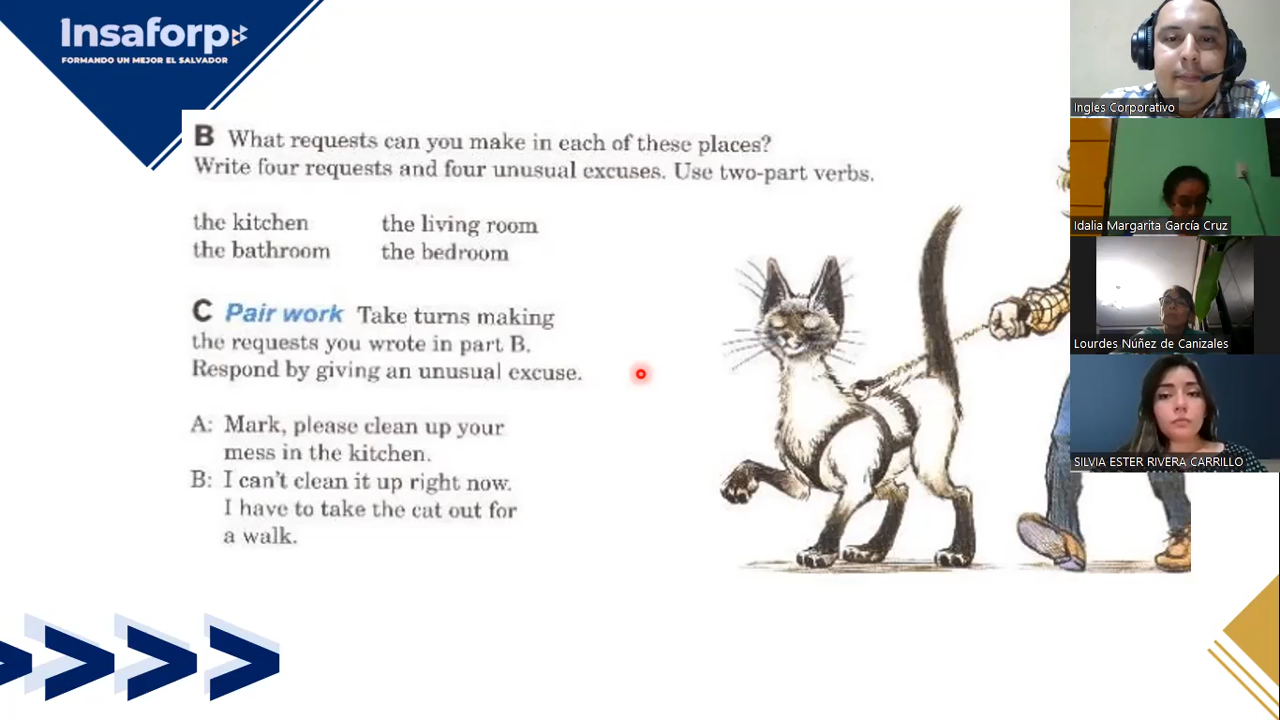 Insaforp
FORMANDO UN MEJOR EL SALVADOR
B What requests can you make in each of these places?
Write four requests and four unusual excuses. Use two-part verbs.
the kitchen the living room
the bathroom the bedroom
C Pair work Take turns making
the requests you wrote in part B.
Respond by giving an unusual excuse.
A: Mark, please clean up your
mess in the kitchen.
B: I can't clean it up right now.
I have to take the cat out for
a walk.
Ingles Corporativo
Idalia Margarita García Cruz
Lourdes Núñez de Canizales
SILVIA ESTER RIVERA CARRILLO